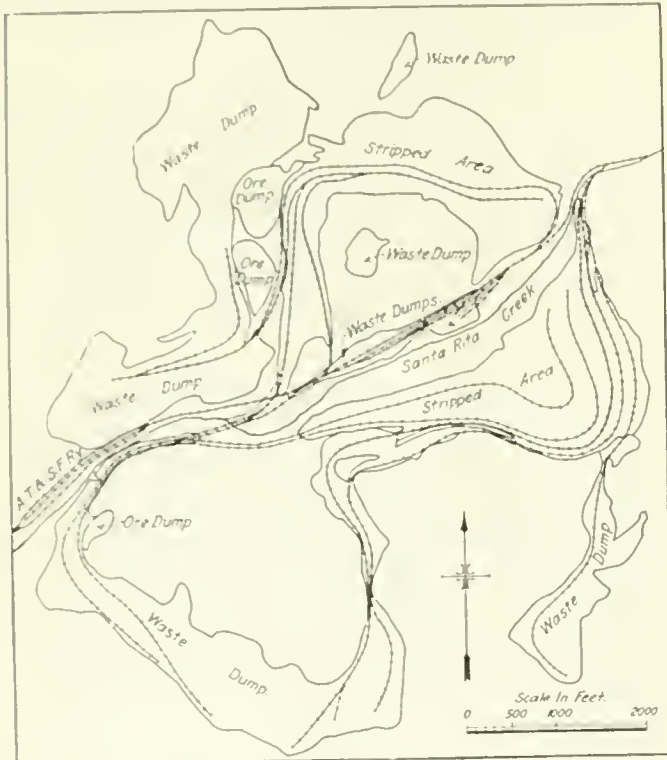 Waste Dump
Waste Dump
Stripped Area
Ore
Dump
Waste Dump
Ore
Dump
Waste Dumps
Santa Rita Creek
Waste Dump
Stripped Area
A.T.& S.F.RY.
Ore Dump
Waste Dump
Waste Dump
Scale In Feet.
0 500 1000 2000